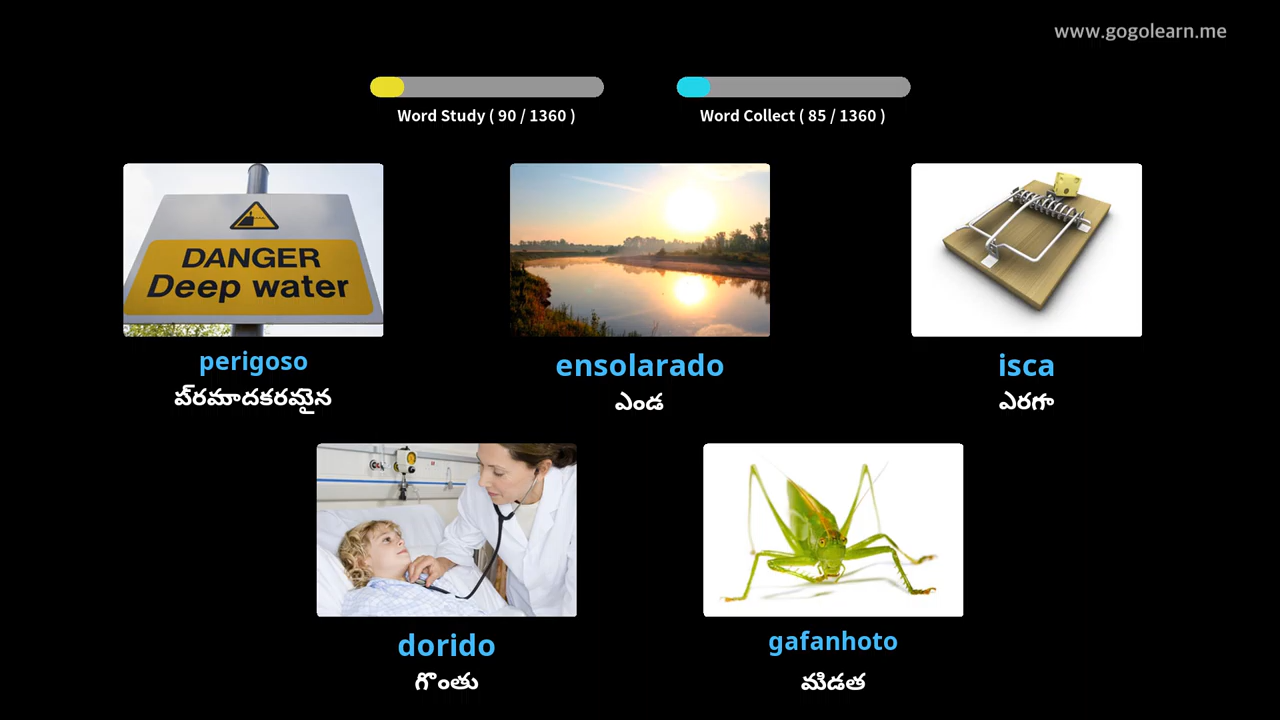 www.gogolearn.me
Word Study ( 90 / 1360 )
Word Collect ( 85 / 1360 )
DANGER
Deep water
perigoso
ప్రమాదకరమైన
ensolarado
ఎండ
isca
ఎరగా
dorido
గొంతు
gafanhoto
మిడత